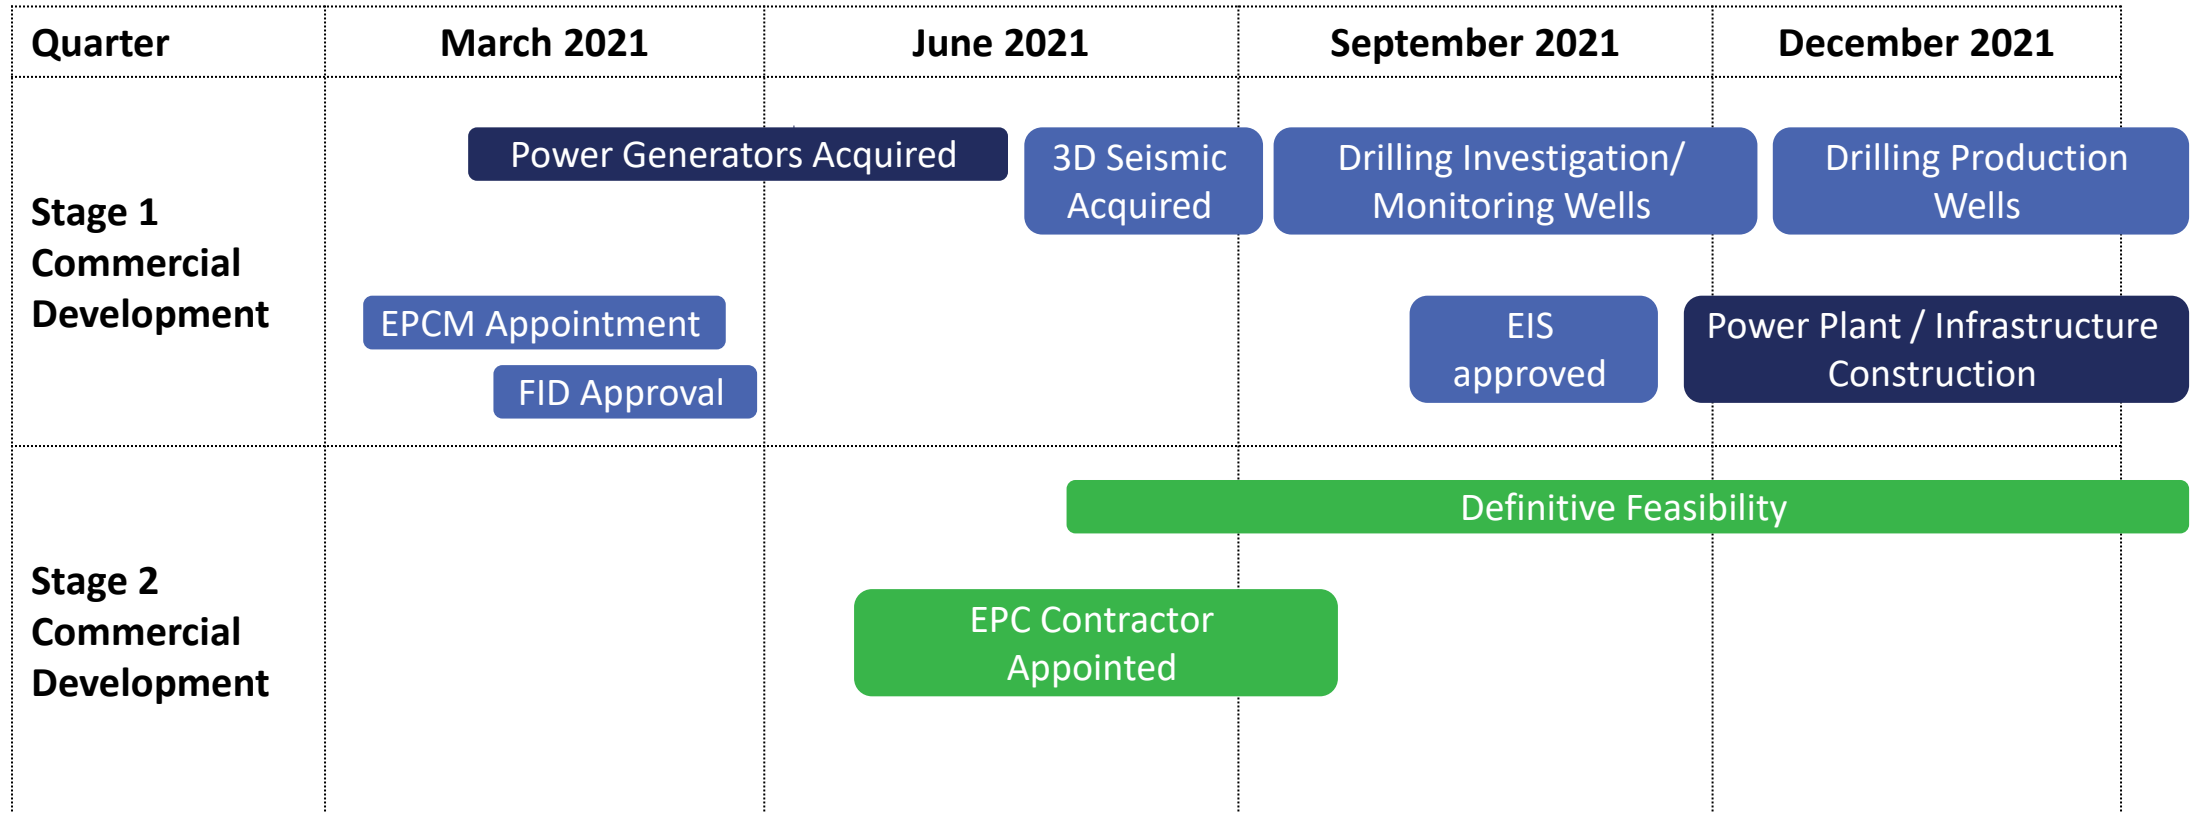 Quarter
March 2021
June 2021
September 2021
December 2021
Stage 1
Commercial
Development
Power Generators Acquired
3D Seismic
Acquired
Drilling Investigation/
Monitoring Wells
Drilling Production
Wells
EPCM Appointment
FID Approval
EIS
approved
Power Plant / Infrastructure
Construction
Stage 2
Commercial
Development
Definitive Feasibility
EPC Contractor
Appointed